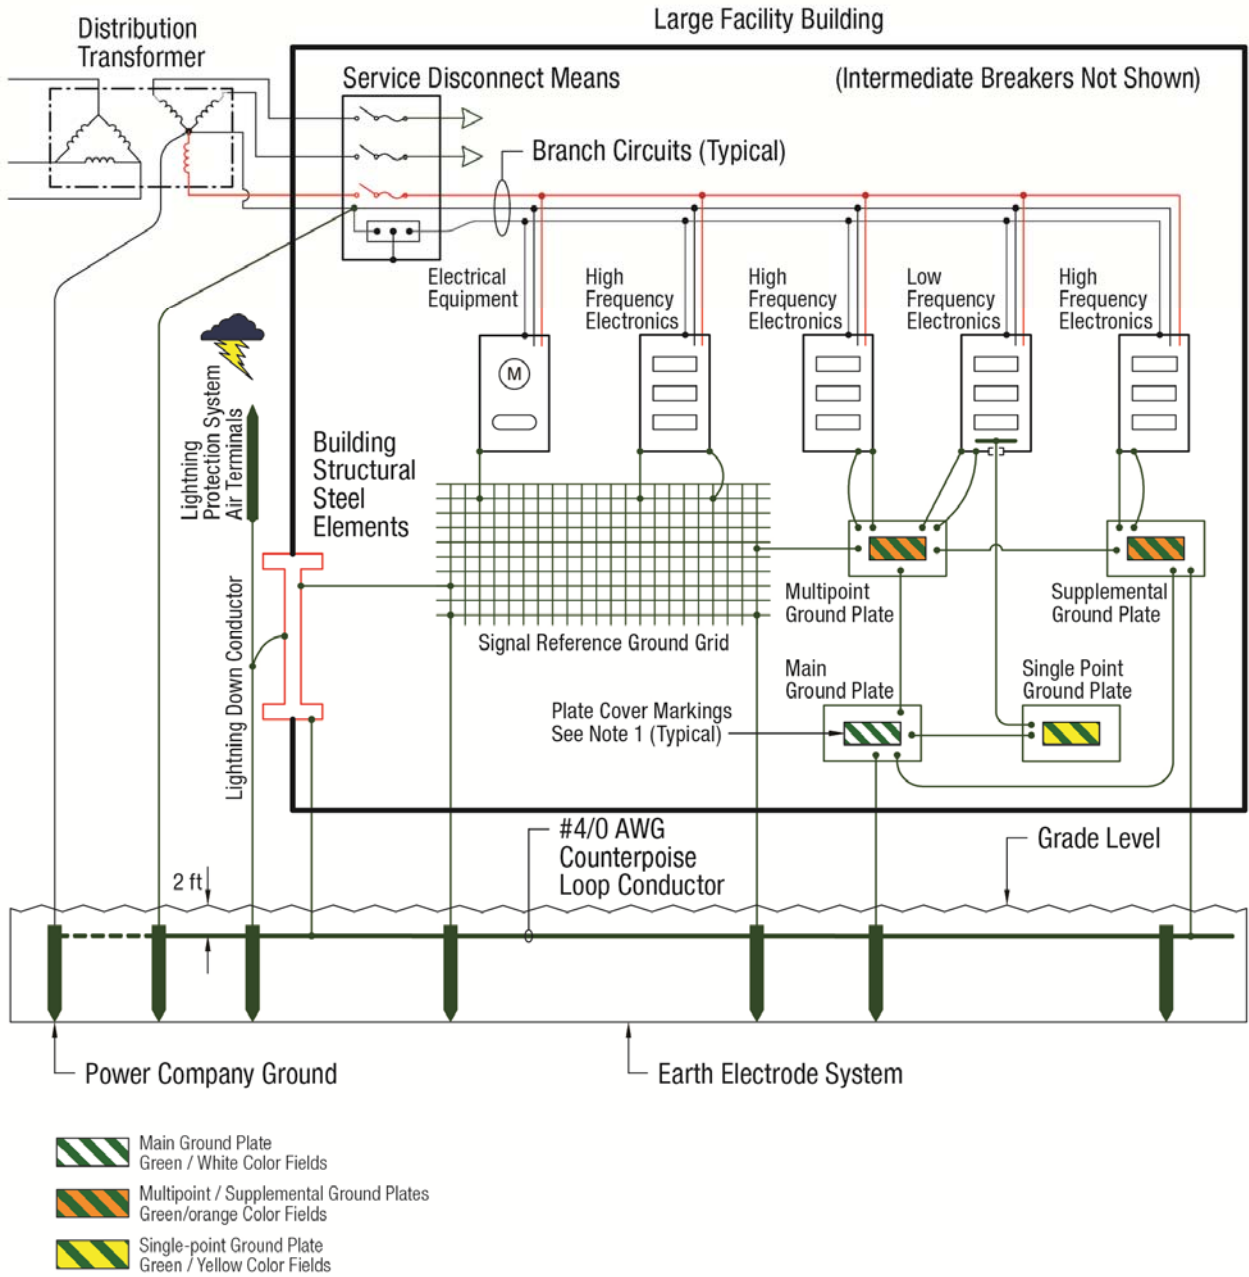 Large Facility Building
Distribution
Transformer
Service Disconnect Means
(Intermediate Breakers Not Shown)
Branch Circuits (Typical)
Electrical
Equipment
High
Frequency
Electronics
High
Frequency
Electronics
Low
Frequency
Electronics
High
Frequency
Electronics
M
Lightning
Protection System
Air Terminals
Building
Structural
Steel
Elements
Lightning Down Conductor
Signal Reference Ground Grid
Multipoint
Ground Plate
Supplemental
Ground Plate
Main
Ground Plate
Single Point
Ground Plate
Plate Cover Markings
See Note 1 (Typical)
#4/0 AWG
Counterpoise
Loop Conductor
Grade Level
2 ft
Power Company Ground
Earth Electrode System
Main Ground Plate
Green / White Color Fields
Multipoint / Supplemental Ground Plates
Green/orange Color Fields
Single-point Ground Plate
Green / Yellow Color Fields